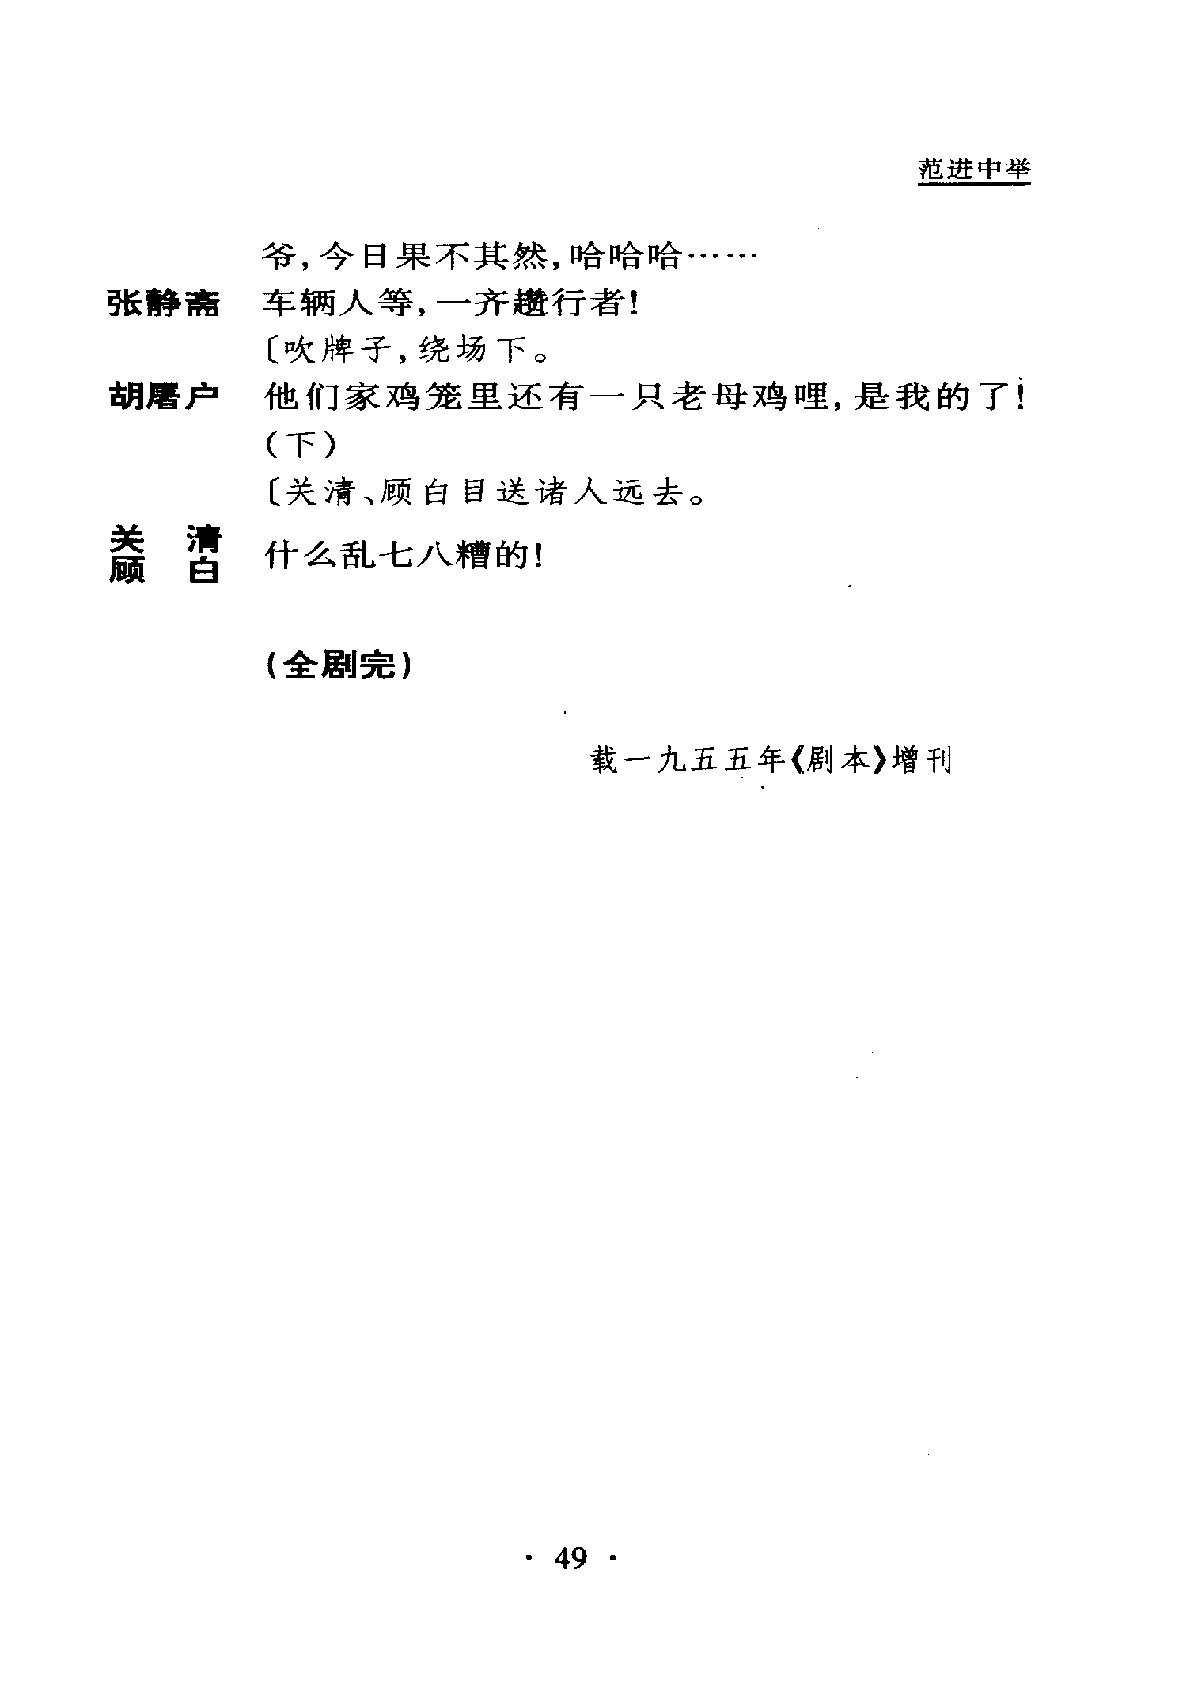 范进中举
爷,今日果不其然,哈哈哈……
张静斋 车辆人等,一齐趱行者!
〔吹牌子,绕场下。
胡屠户 他们家鸡笼里还有一只老母鸡哩,是我的了!
(下)
〔关清、顾白目送诸人远去。
关 清
顾 白
什么乱七八糟的!
(全剧完)
载一九五五年《剧本》增刊
· 49 ·